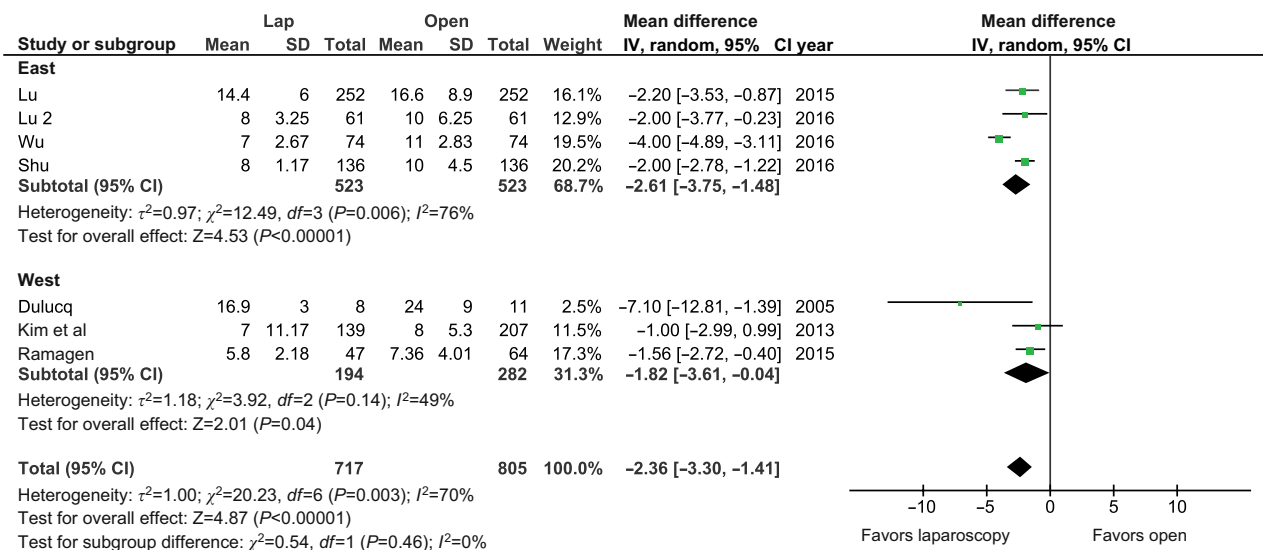 Lap Open Mean difference Mean difference
Study or subgroup Mean SD Total Mean SD Total Weight IV, random, 95% CI year IV, random, 95% CI
East
Lu 14.4 6 252 16.6 8.9 252 16.1% −2.20 [−3.53, −0.87] 2015
Lu 2 8 3.25 61 10 6.25 61 12.9% −2.00 [−3.77, −0.23] 2016
Wu 7 2.67 74 11 2.83 74 19.5% −4.00 [−4.89, −3.11] 2016
Shu 8 1.17 136 10 4.5 136 20.2% −2.00 [−2.78, −1.22] 2016
Subtotal (95% CI) 523 523 68.7% −2.61 [−3.75, −1.48]
Heterogeneity: τ²=0.97; χ²=12.49, df=3 (P=0.006); I²=76%
Test for overall effect: Z=4.53 (P<0.00001)
West
Dulucq 16.9 3 8 24 9 11 2.5% −7.10 [−12.81, −1.39] 2005
Kim et al 7 11.17 139 8 5.3 207 11.5% −1.00 [−2.99, 0.99] 2013
Ramagen 5.8 2.18 47 7.36 4.01 64 17.3% −1.56 [−2.72, −0.40] 2015
Subtotal (95% CI) 194 282 31.3% −1.82 [−3.61, −0.04]
Heterogeneity: τ²=1.18; χ²=3.92, df=2 (P=0.14); I²=49%
Test for overall effect: Z=2.01 (P=0.04)
Total (95% CI) 717 805 100.0% −2.36 [−3.30, −1.41]
Heterogeneity: τ²=1.00; χ²=20.23, df=6 (P=0.003); I²=70%
Test for overall effect: Z=4.87 (P<0.00001)
Test for subgroup difference: χ²=0.54, df=1 (P=0.46); I²=0%
−10 −5 0 5 10
Favors laparoscopy Favors open